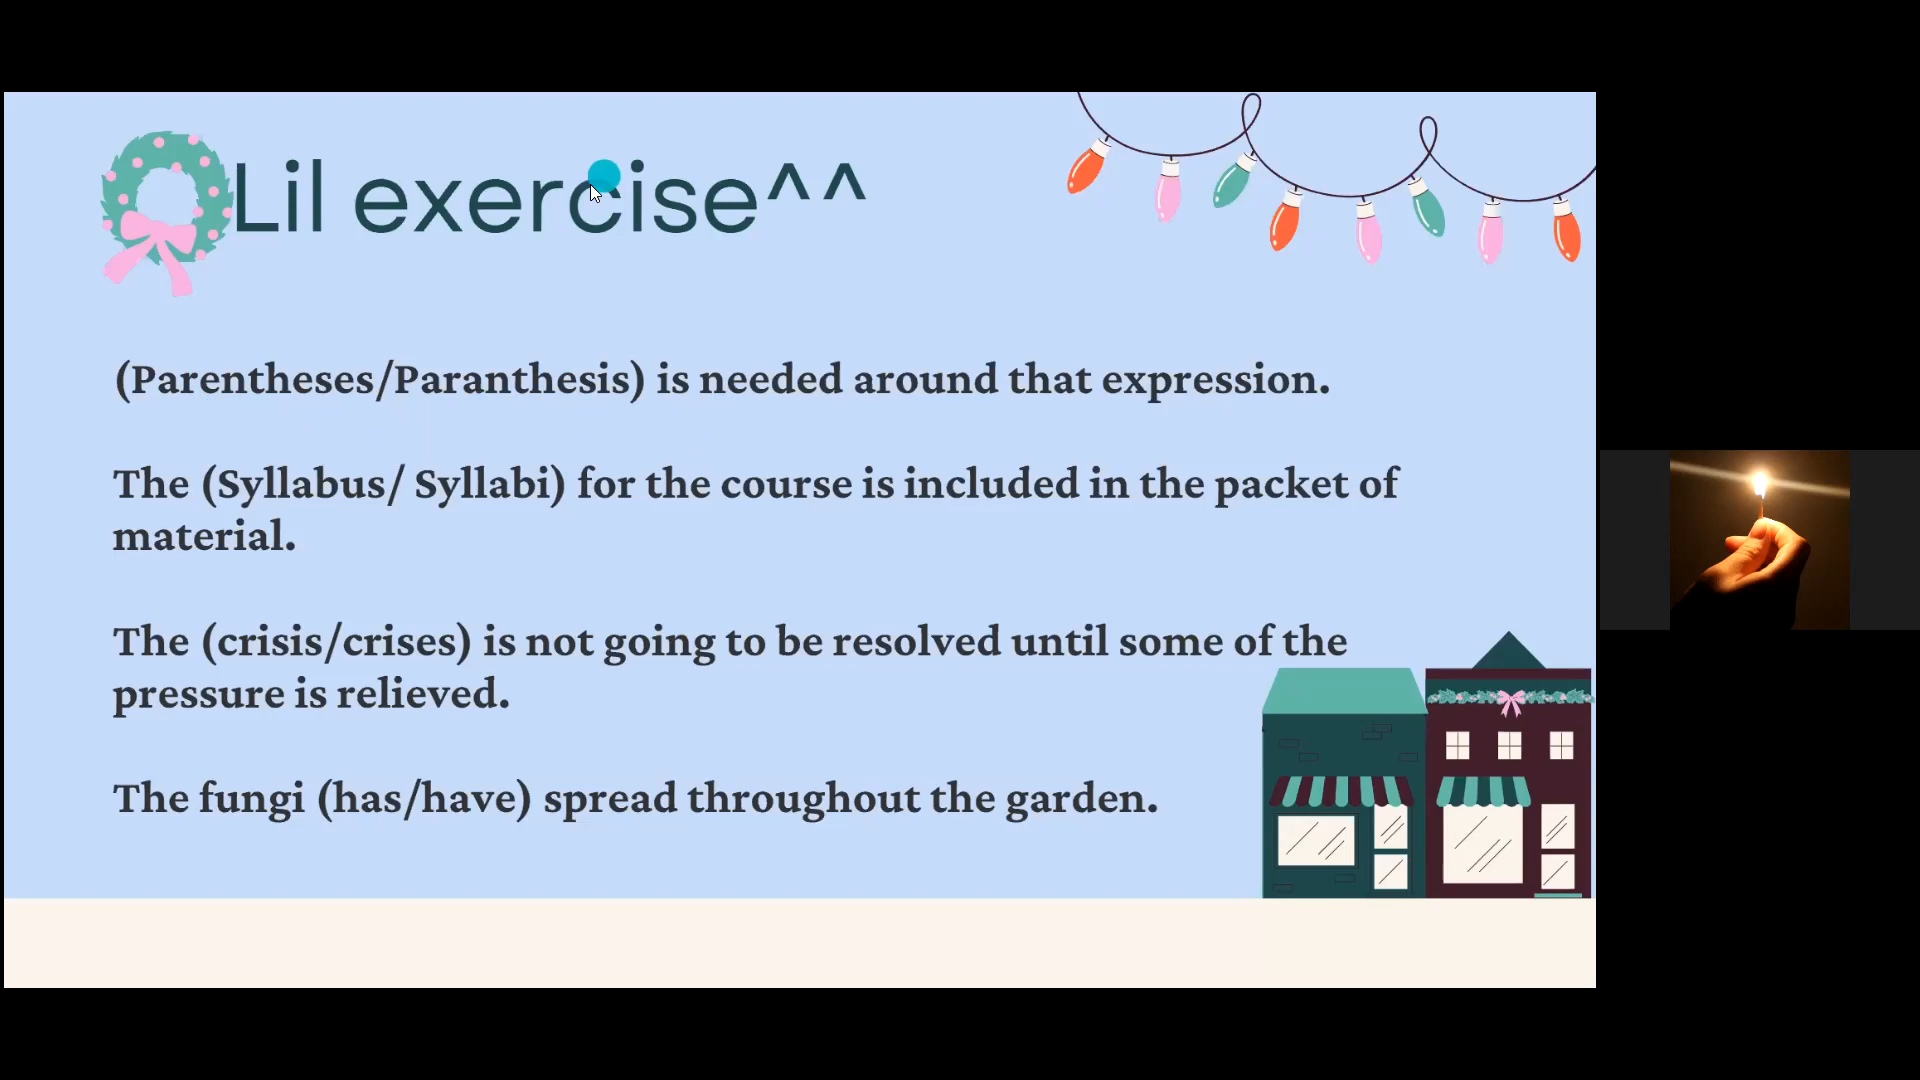 Lil exercise^^
(Parentheses/Paranthesis) is needed around that expression.
The (Syllabus/ Syllabi) for the course is included in the packet of
material.
The (crisis/crises) is not going to be resolved until some of the
pressure is relieved.
The fungi (has/have) spread throughout the garden.